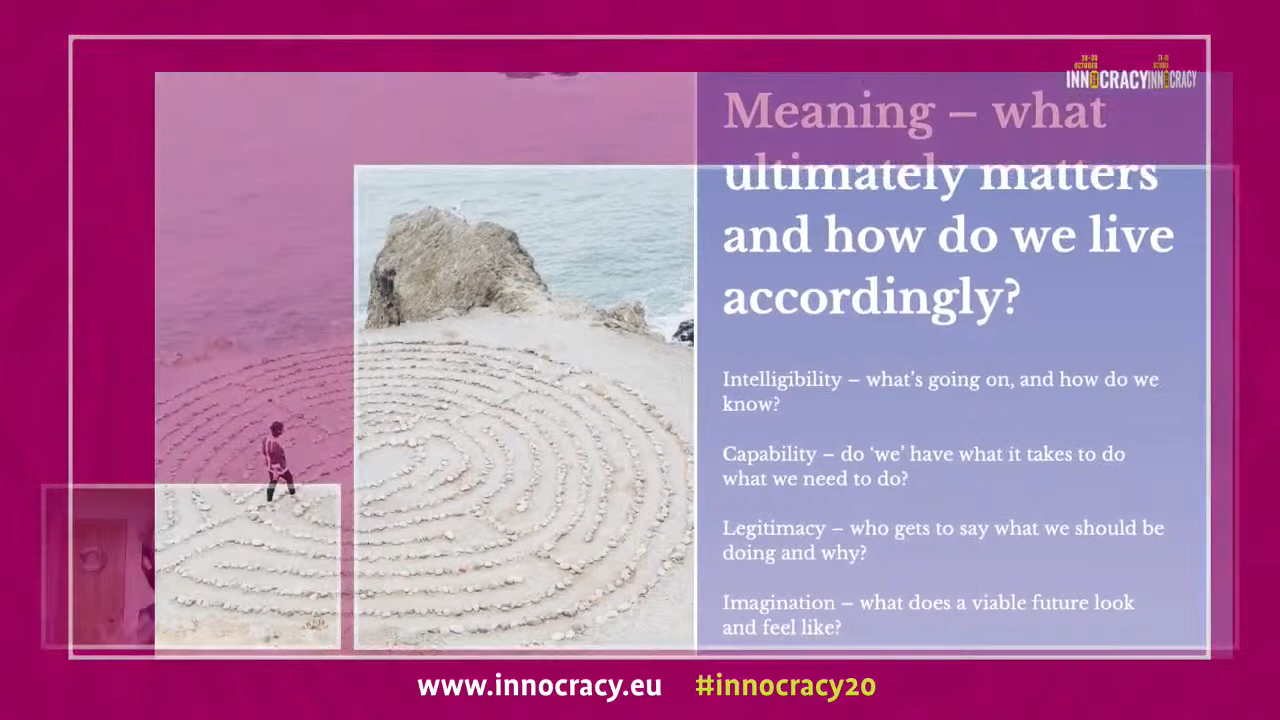 28–30
OCTOBER
INNOCRACY
INNOCRACY
Meaning – what
ultimately matters
and how do we live
accordingly?
Intelligibility – what's going on, and how do we
know?
Capability – do ‘we’ have what it takes to do
what we need to do?
Legitimacy – who gets to say what we should be
doing and why?
Imagination – what does a viable future look
and feel like?
www.innocracy.eu #innocracy20